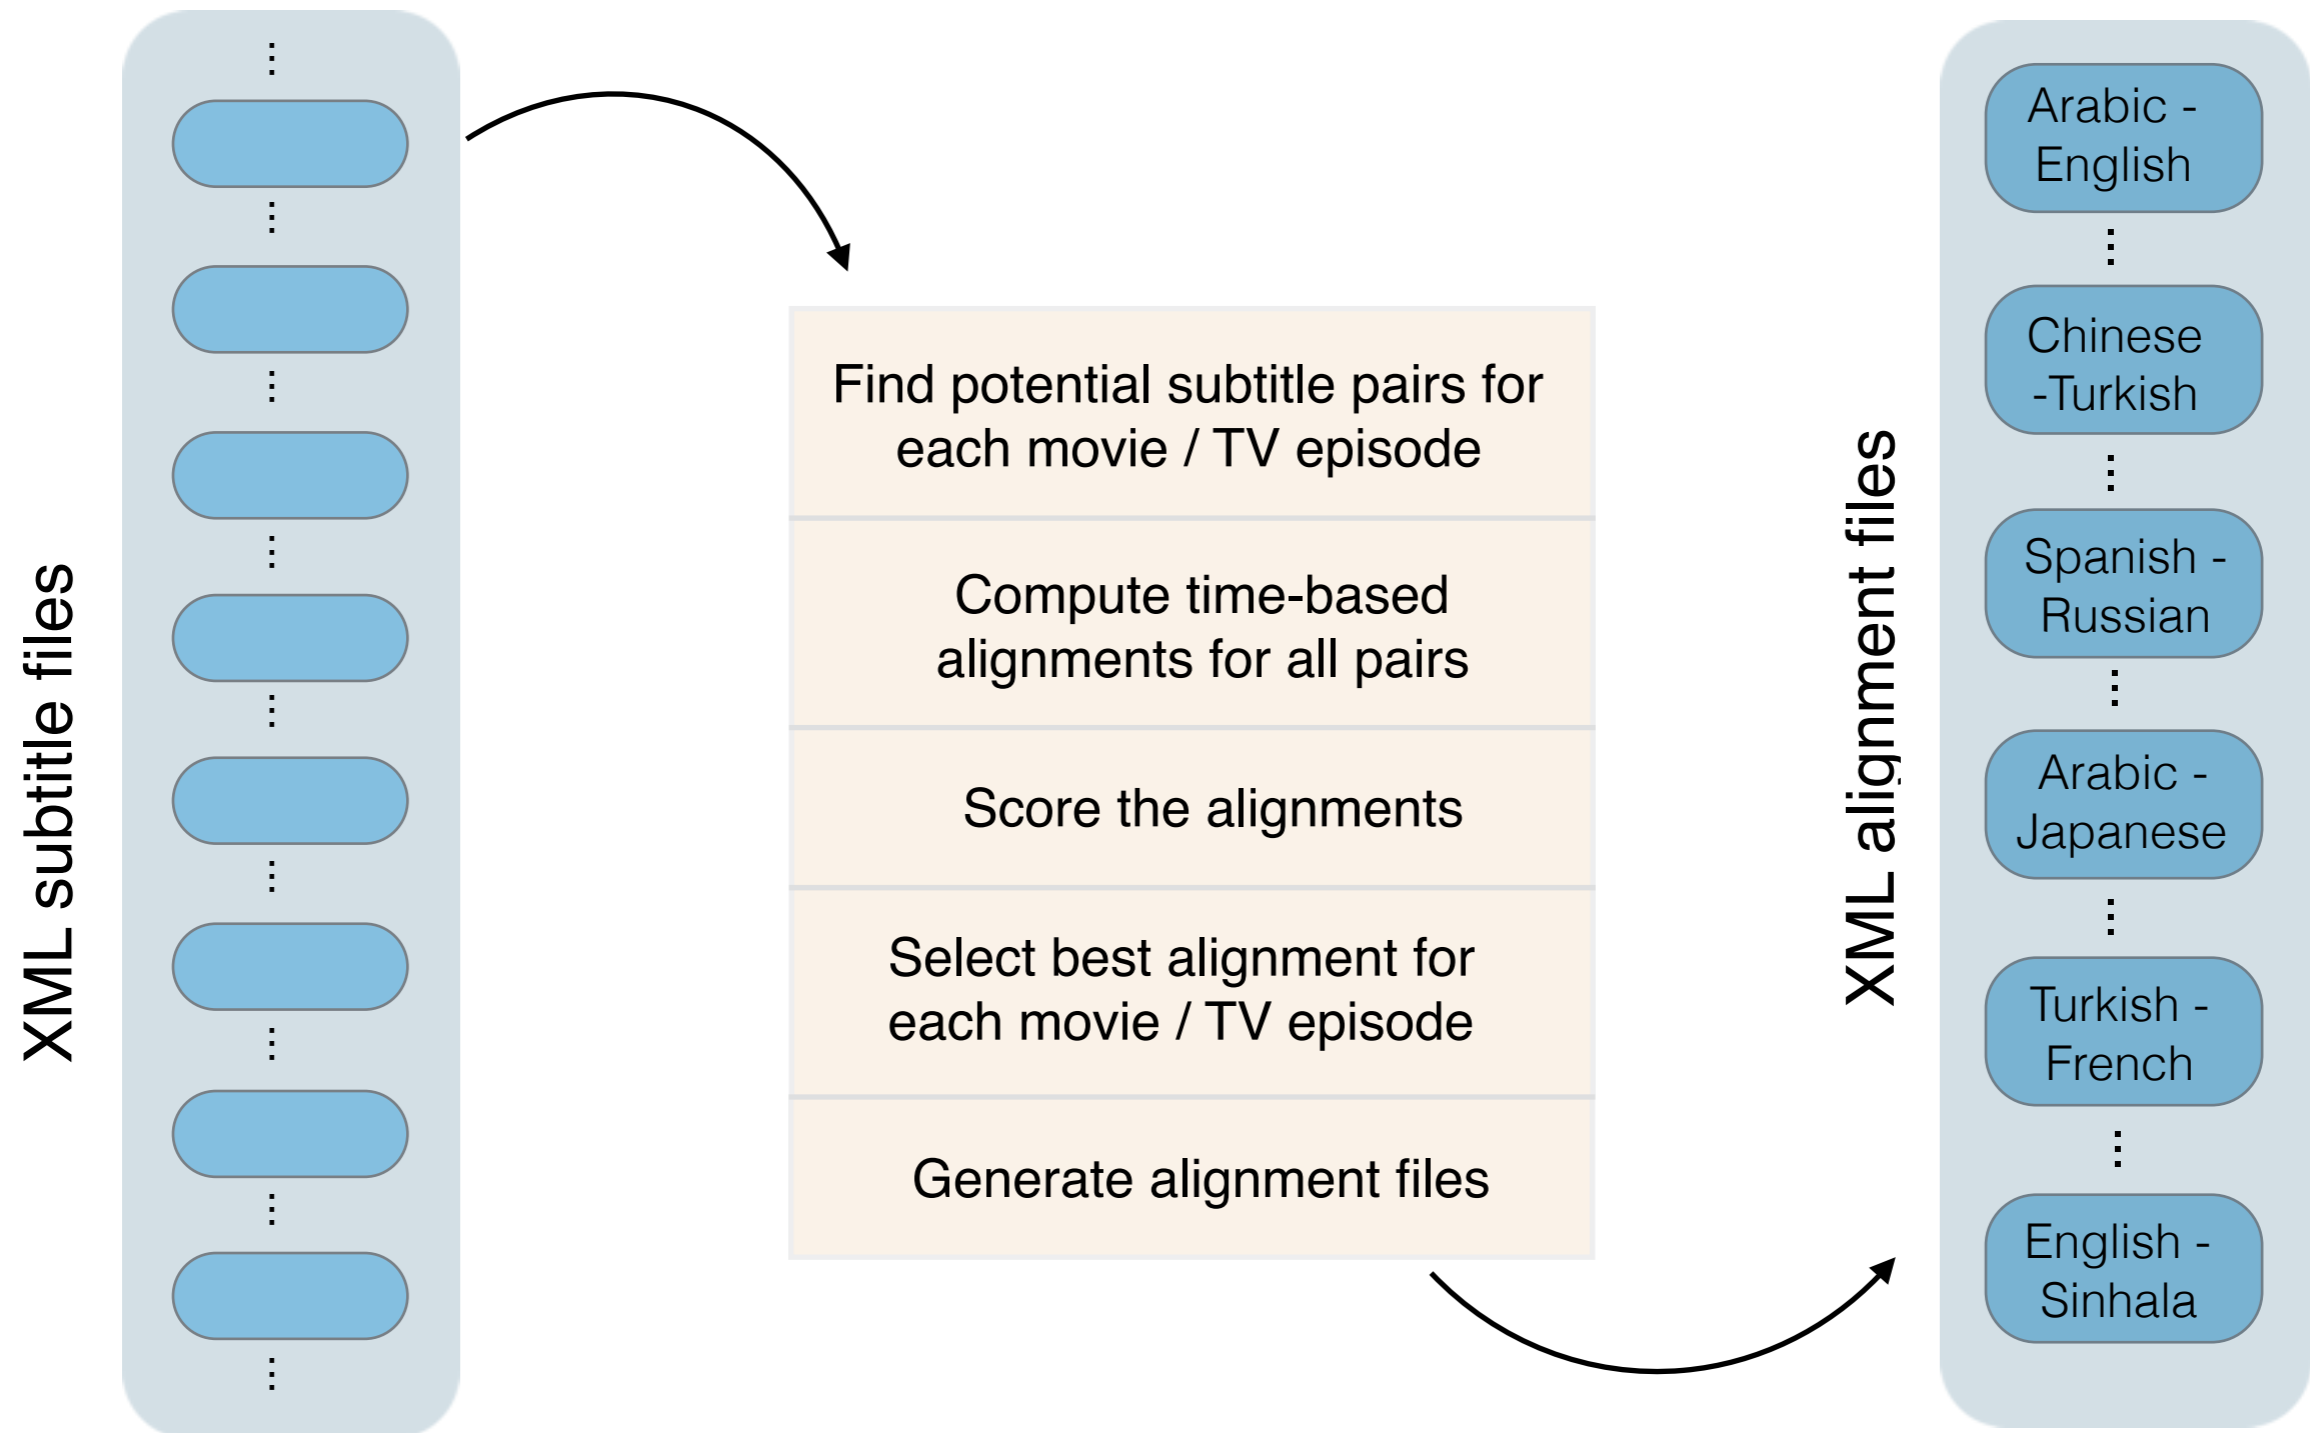 XML subtitle files
Find potential subtitle pairs for
each movie / TV episode
Compute time-based
alignments for all pairs
Score the alignments
Select best alignment for
each movie / TV episode
Generate alignment files
XML alignment files
Arabic -
English
Chinese
-Turkish
Spanish -
Russian
Arabic -
Japanese
Turkish -
French
English -
Sinhala